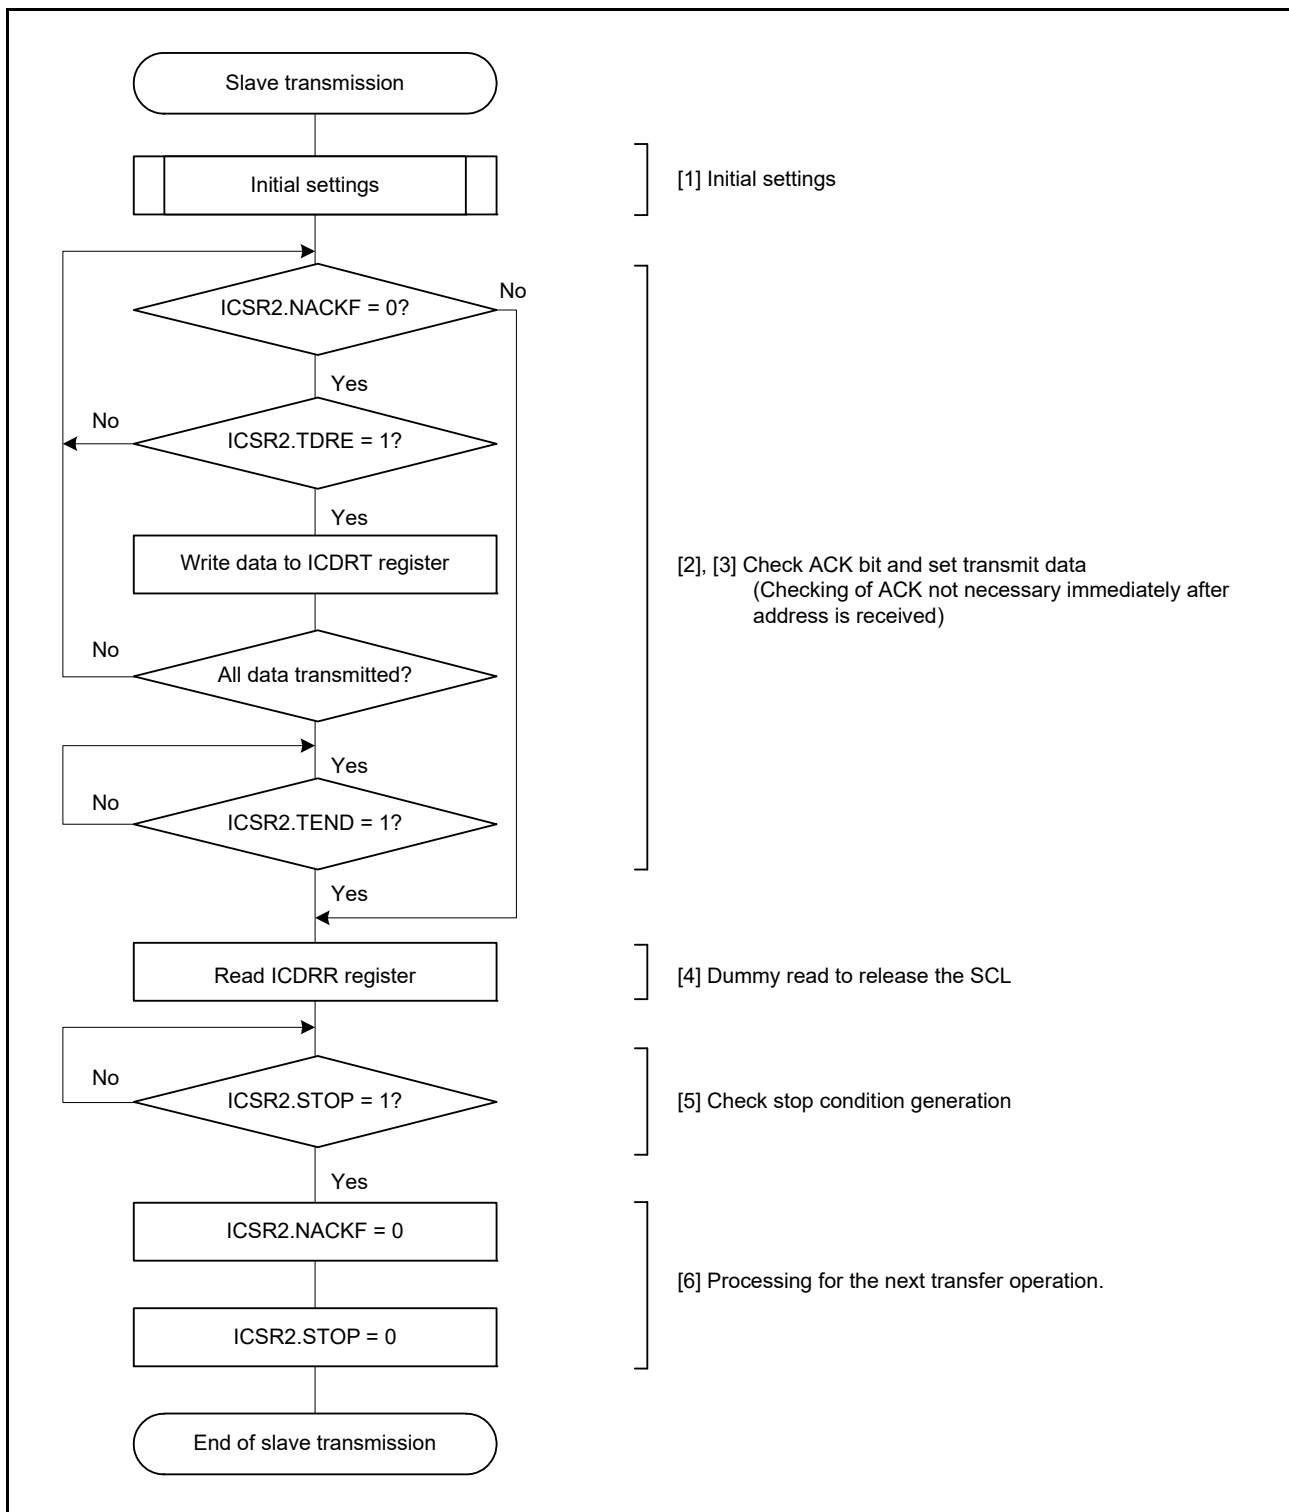 Slave transmission
Initial settings
[1] Initial settings
ICSR2.NACKF = 0?
No
Yes
No
ICSR2.TDRE = 1?
Yes
Write data to ICDRT register
[2], [3] Check ACK bit and set transmit data
(Checking of ACK not necessary immediately after
address is received)
No
All data transmitted?
Yes
No
ICSR2.TEND = 1?
Yes
Read ICDRR register
[4] Dummy read to release the SCL
No
ICSR2.STOP = 1?
[5] Check stop condition generation
Yes
ICSR2.NACKF = 0
[6] Processing for the next transfer operation.
ICSR2.STOP = 0
End of slave transmission